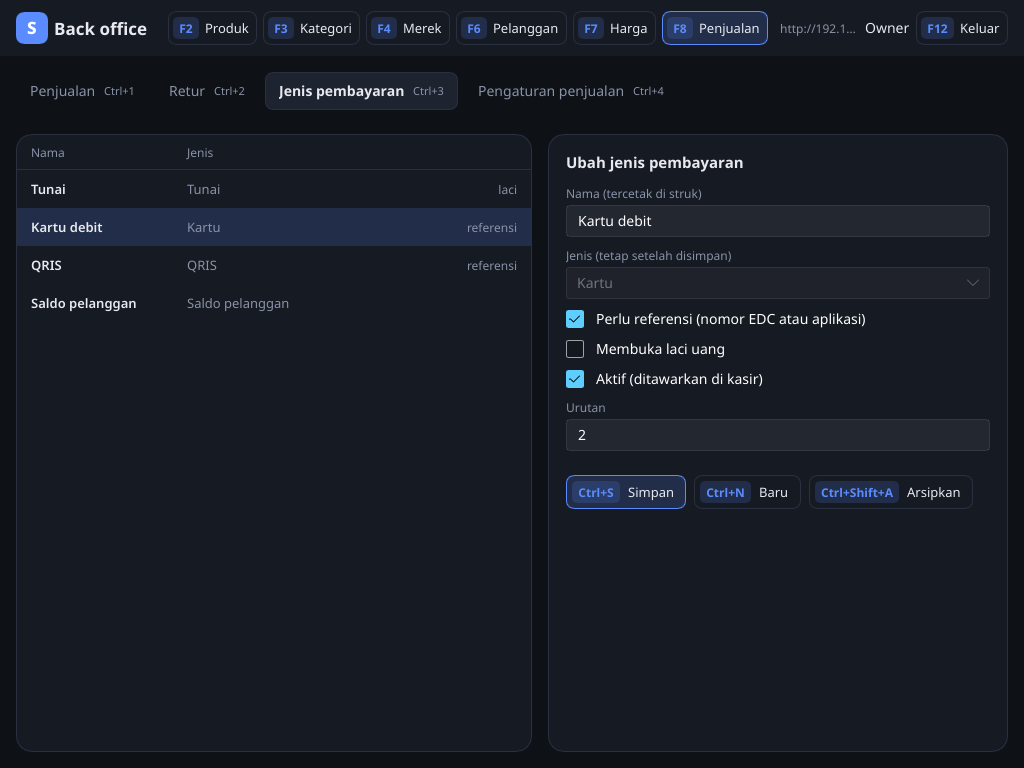 S Back office F2 Produk F3 Kategori F4 Merek F6 Pelanggan F7 Harga F8 Penjualan http://192.1... Owner F12 Keluar
Penjualan Ctrl+1 Retur Ctrl+2 Jenis pembayaran Ctrl+3 Pengaturan penjualan Ctrl+4
Nama Jenis
Tunai Tunai laci
Kartu debit Kartu referensi
QRIS QRIS referensi
Saldo pelanggan Saldo pelanggan
Ubah jenis pembayaran
Nama (tercetak di struk)
Kartu debit
Jenis (tetap setelah disimpan)
Kartu
Perlu referensi (nomor EDC atau aplikasi)
Membuka laci uang
Aktif (ditawarkan di kasir)
Urutan
2
Ctrl+S Simpan Ctrl+N Baru Ctrl+Shift+A Arsipkan